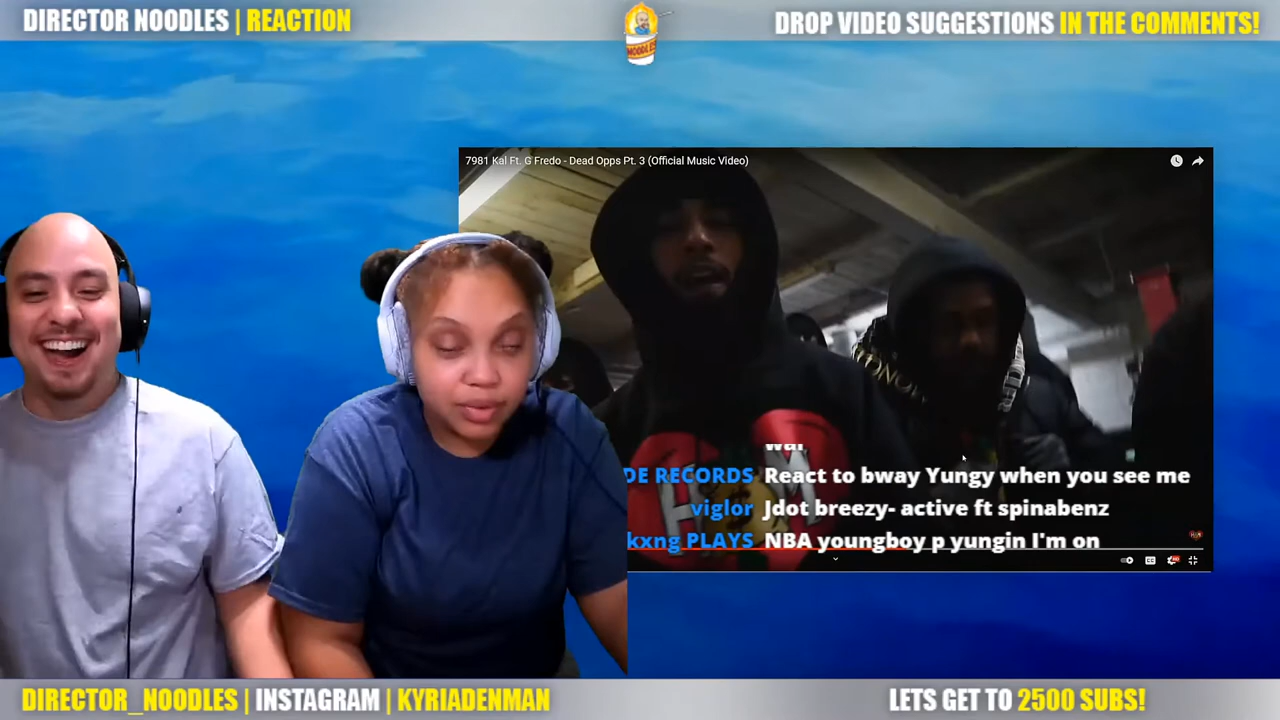 DIRECTOR NOODLES | REACTION
DROP VIDEO SUGGESTIONS IN THE COMMENTS!
NOODLES
7981 Kal Ft. G Fredo - Dead Opps Pt. 3 (Official Music Video)
DE RECORDS React to bway Yungy when you see me
viglor Jdot breezy- active ft spinabenz
kxng PLAYS NBA youngboy p yungin I'm on
DIRECTOR_NOODLES | INSTAGRAM | KYRIADENMAN
LETS GET TO 2500 SUBS!